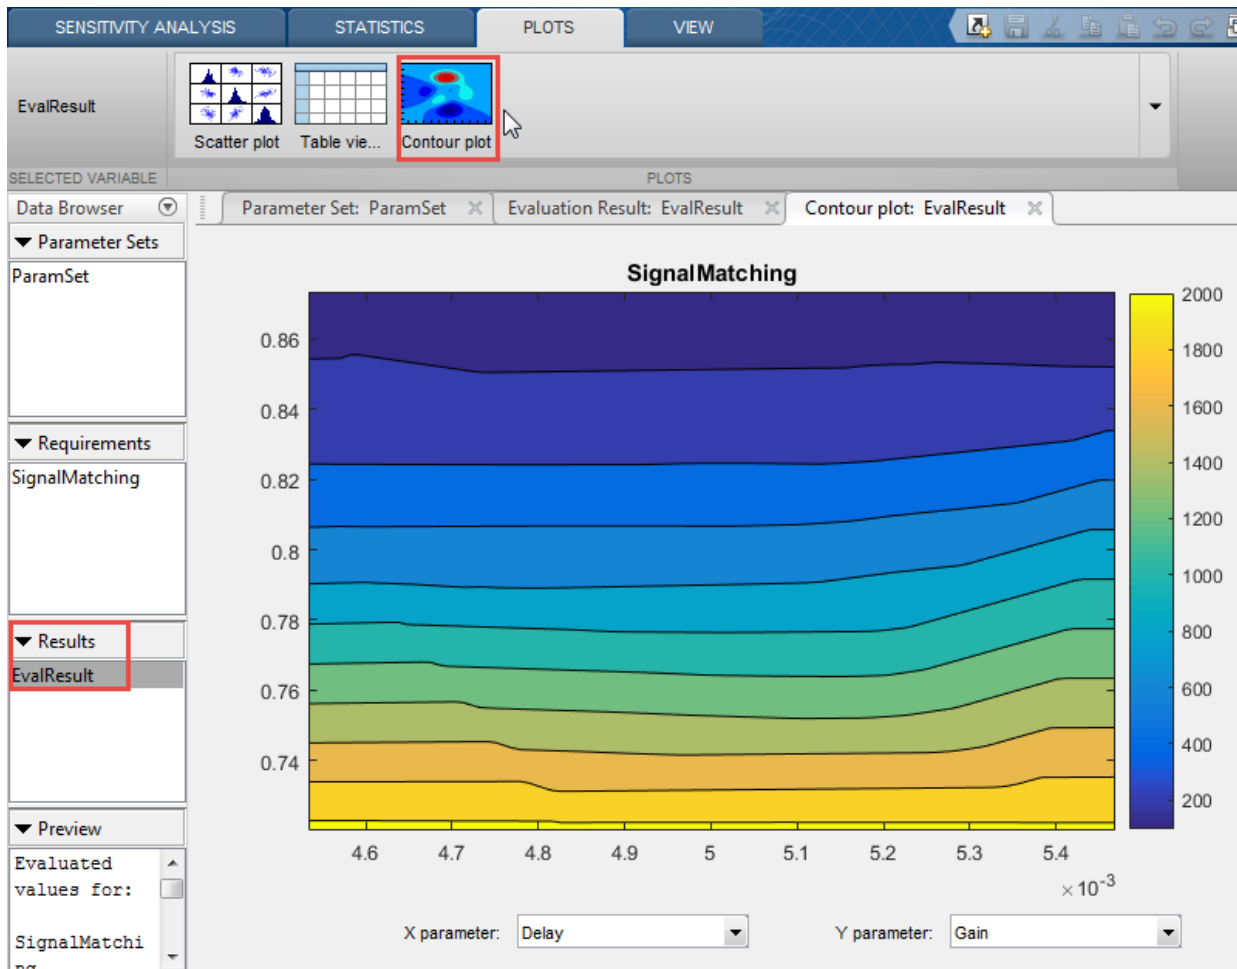 SENSITIVITY ANALYSIS STATISTICS PLOTS VIEW
EvalResult
Scatter plot Table vie... Contour plot
SELECTED VARIABLE PLOTS
Data Browser Parameter Set: ParamSet Evaluation Result: EvalResult Contour plot: EvalResult
Parameter Sets
ParamSet
Requirements
SignalMatching
Results
EvalResult
Preview
Evaluated
values for:
SignalMatchi
ng
SignalMatching
0.86
0.84
0.82
0.8
0.78
0.76
0.74
4.6 4.7 4.8 4.9 5 5.1 5.2 5.3 5.4
×10⁻³
2000
1800
1600
1400
1200
1000
800
600
400
200
X parameter: Delay Y parameter: Gain